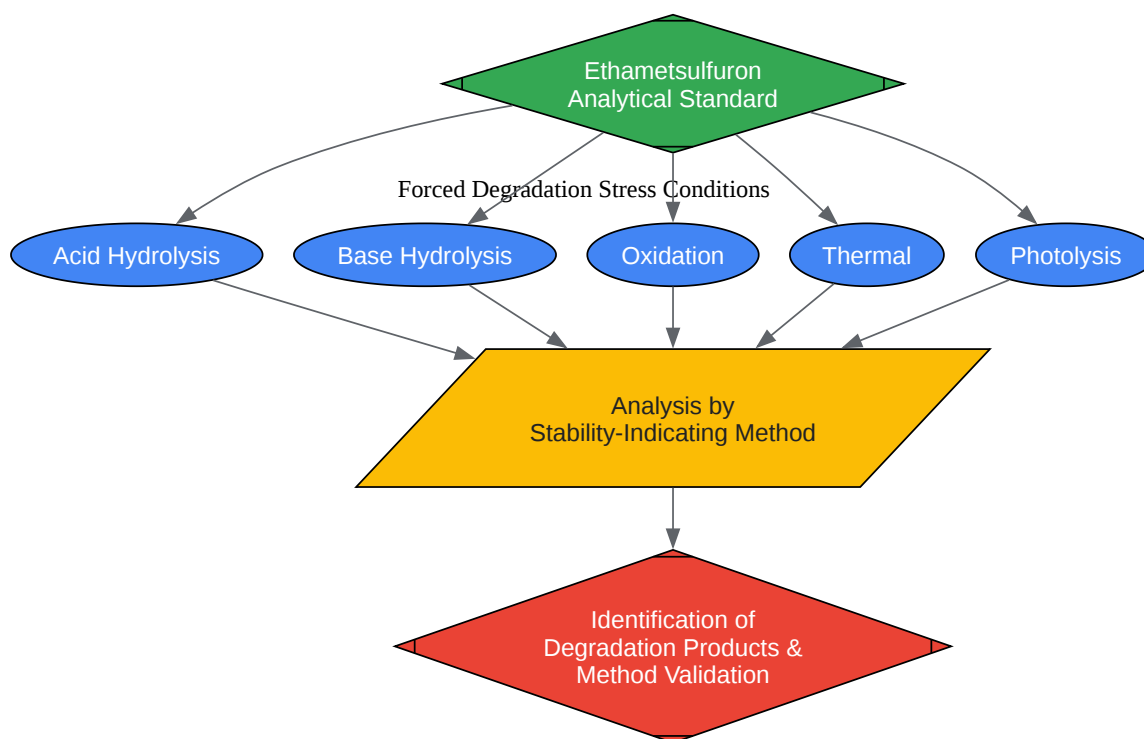 Ethametsulfuron
Analytical Standard
Forced Degradation Stress Conditions
Acid Hydrolysis
Base Hydrolysis
Oxidation
Thermal
Photolysis
Analysis by
Stability-Indicating Method
Identification of
Degradation Products &
Method Validation